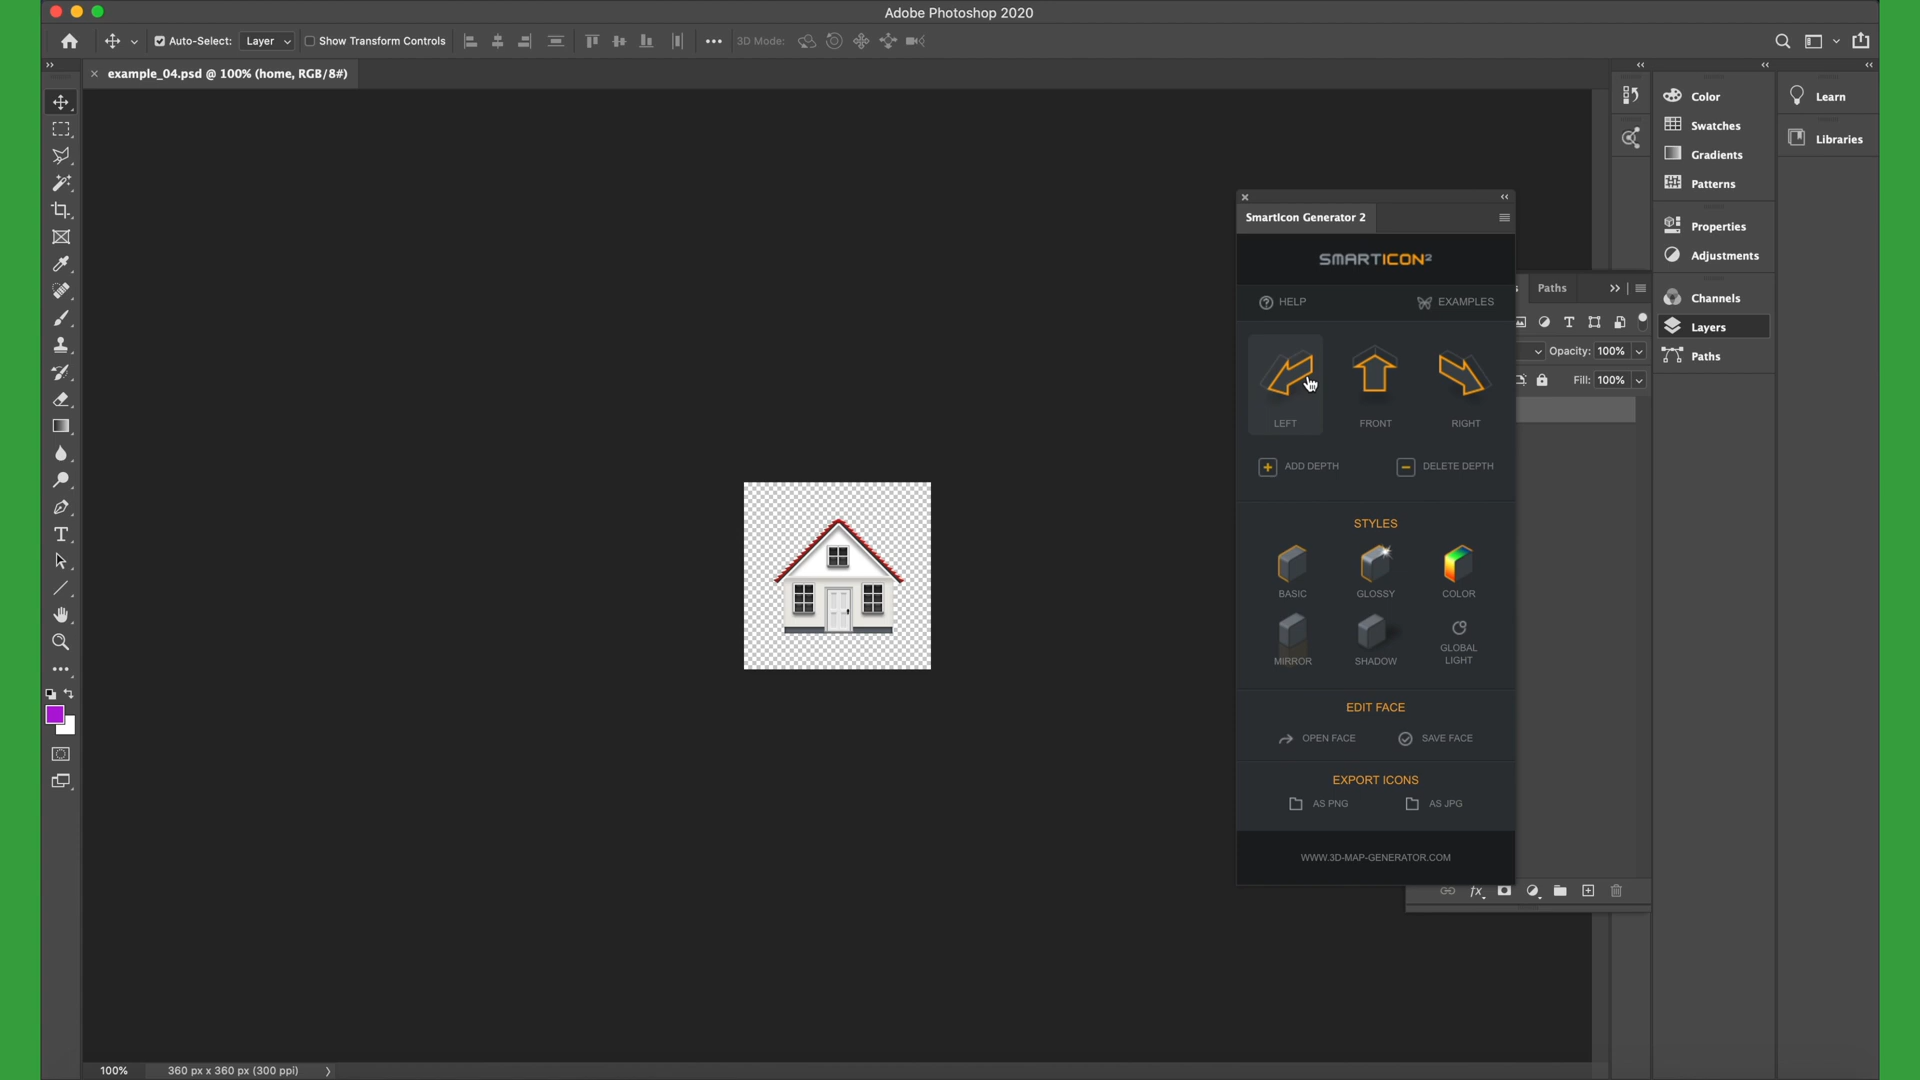 Adobe Photoshop 2020
Auto-Select: Layer Show Transform Controls 3D Mode:
example_04.psd @ 100% (home, RGB/8#)
Color
Swatches
Gradients
Patterns
Properties
Adjustments
Channels
Layers
Paths
Learn
Libraries
SmartIcon Generator 2
SMARTICON²
HELP EXAMPLES
LEFT FRONT RIGHT
ADD DEPTH DELETE DEPTH
STYLES
BASIC GLOSSY COLOR
MIRROR SHADOW GLOBAL LIGHT
EDIT FACE
OPEN FACE SAVE FACE
EXPORT ICONS
AS PNG AS JPG
WWW.3D-MAP-GENERATOR.COM
Paths
Opacity: 100%
Fill: 100%
fx
100% 360 px x 360 px (300 ppi)